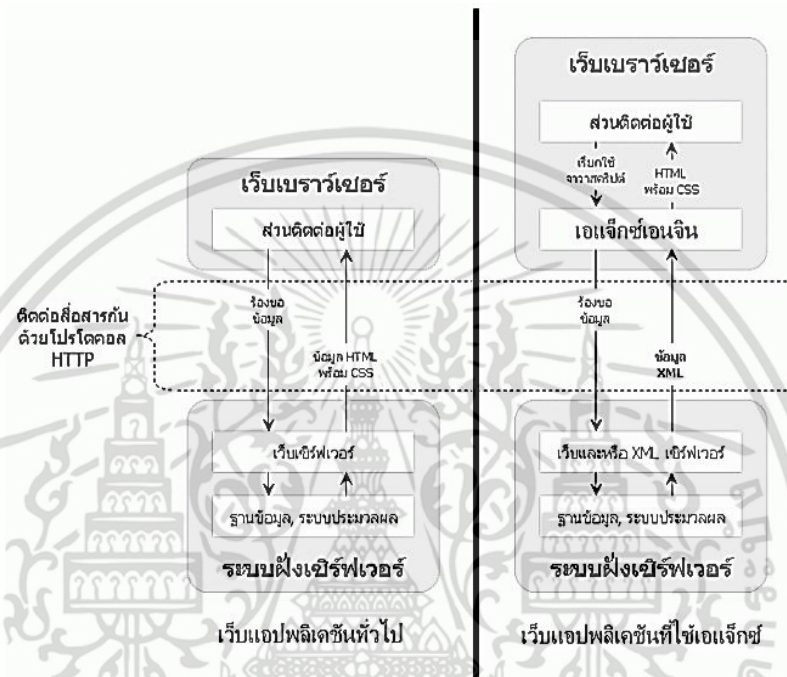 เว็บเบราว์เซอร์
ส่วนติดต่อผู้ใช้
ติดต่อสื่อสารกัน
ด้วยโปรโตคอล
HTTP
ร้องขอ
ข้อมูล
ข้อมูล HTML
พร้อม CSS
เว็บเซิร์ฟเวอร์
ฐานข้อมูล, ระบบประมวลผล
ระบบฝั่งเซิร์ฟเวอร์
เว็บแอปพลิเคชันทั่วไป
เว็บเบราว์เซอร์
ส่วนติดต่อผู้ใช้
เรียกใช้
จาวาสคริปต์
HTML
พร้อม CSS
เอแจ็กซ์เอนจิน
ร้องขอ
ข้อมูล
ข้อมูล
XML
เว็บและหรือ XML เซิร์ฟเวอร์
ฐานข้อมูล, ระบบประมวลผล
ระบบฝั่งเซิร์ฟเวอร์
เว็บแอปพลิเคชันที่ใช้เอแจ็กซ์